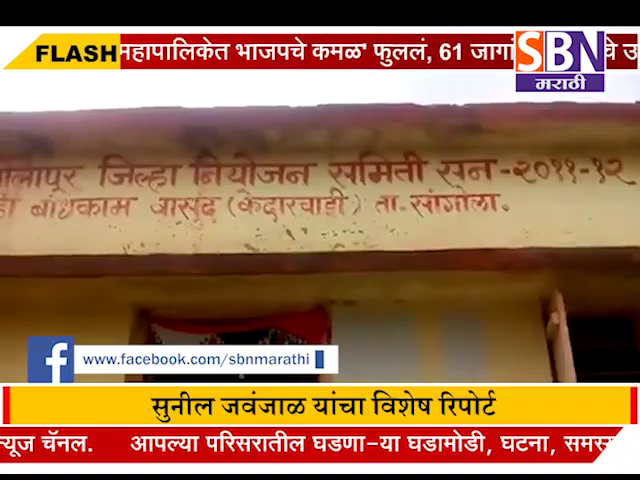 FLASH महापालिकेत भाजपचे कमळ' फुललं, 61 जागां चे उ
SBN
मराठी
लापूर जिल्हा नियोजन समिती सन-२०११-१२
डी बांधकाम वासूद (केदारवाडी) ता-सांगोला.
www.facebook.com/sbnmarathi
सुनील जवंजाळ यांचा विशेष रिपोर्ट
न्यूज चॅनल. आपल्या परिसरातील घडणा-या घडामोडी, घटना, समस